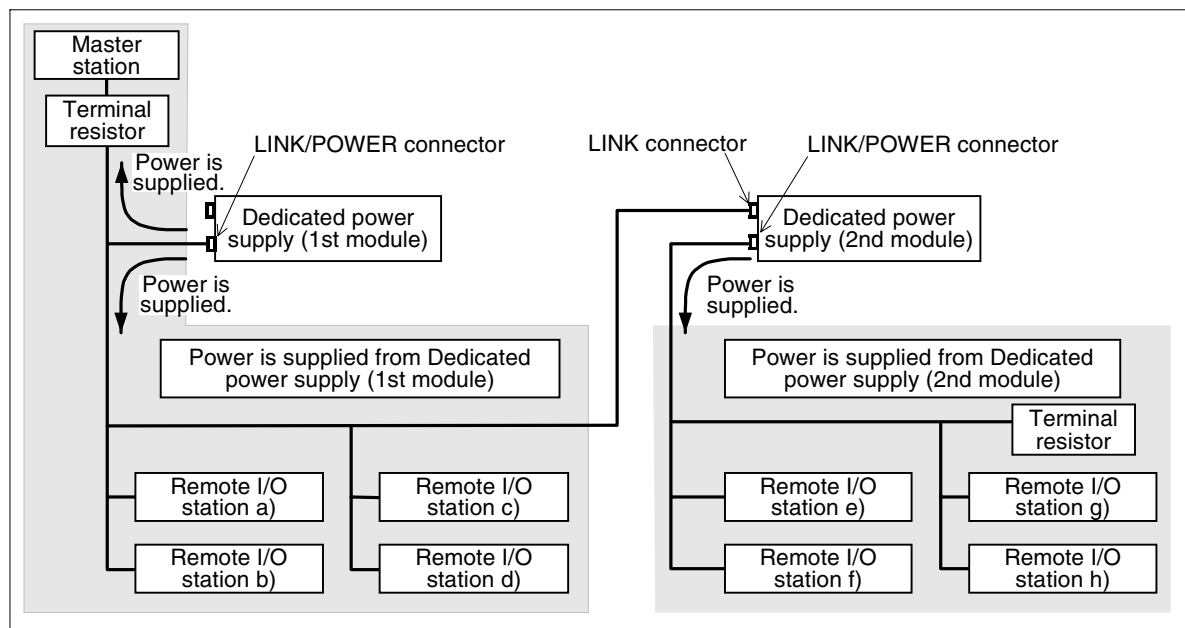 Master
station
Terminal
resistor
LINK/POWER connector
LINK connector
LINK/POWER connector
Power is
supplied.
Dedicated power
supply (1st module)
Dedicated power
supply (2nd module)
Power is
supplied.
Power is
supplied.
Power is supplied from Dedicated
power supply (1st module)
Power is supplied from Dedicated
power supply (2nd module)
Terminal
resistor
Remote I/O
station a)
Remote I/O
station c)
Remote I/O
station e)
Remote I/O
station g)
Remote I/O
station b)
Remote I/O
station d)
Remote I/O
station f)
Remote I/O
station h)